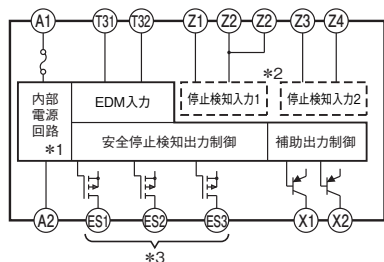 A1 T31 T32 Z1 Z2 Z2 Z3 Z4
*2
内部電源回路
*1
EDM入力
停止検知入力1
停止検知入力2
安全停止検知出力制御
補助出力制御
A2 ES1 ES2 ES3 X1 X2
*3